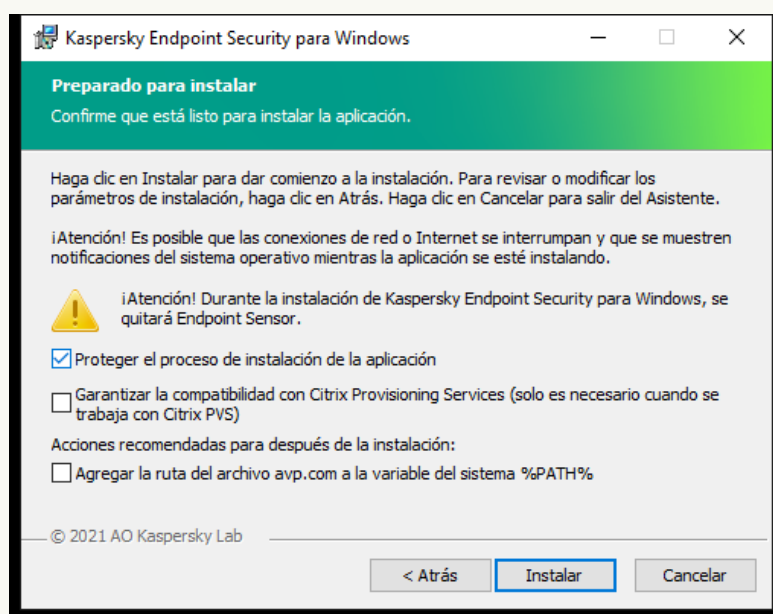 Kaspersky Endpoint Security para Windows
Preparado para instalar
Confirme que está listo para instalar la aplicación.
Haga clic en Instalar para dar comienzo a la instalación. Para revisar o modificar los
parámetros de instalación, haga clic en Atrás. Haga clic en Cancelar para salir del Asistente.
¡Atención! Es posible que las conexiones de red o Internet se interrumpan y que se muestren
notificaciones del sistema operativo mientras la aplicación se esté instalando.
¡Atención! Durante la instalación de Kaspersky Endpoint Security para Windows, se
quitará Endpoint Sensor.
Proteger el proceso de instalación de la aplicación
Garantizar la compatibilidad con Citrix Provisioning Services (solo es necesario cuando se
trabaja con Citrix PVS)
Acciones recomendadas para después de la instalación:
Agregar la ruta del archivo avp.com a la variable del sistema %PATH%
© 2021 AO Kaspersky Lab
< Atrás Instalar Cancelar